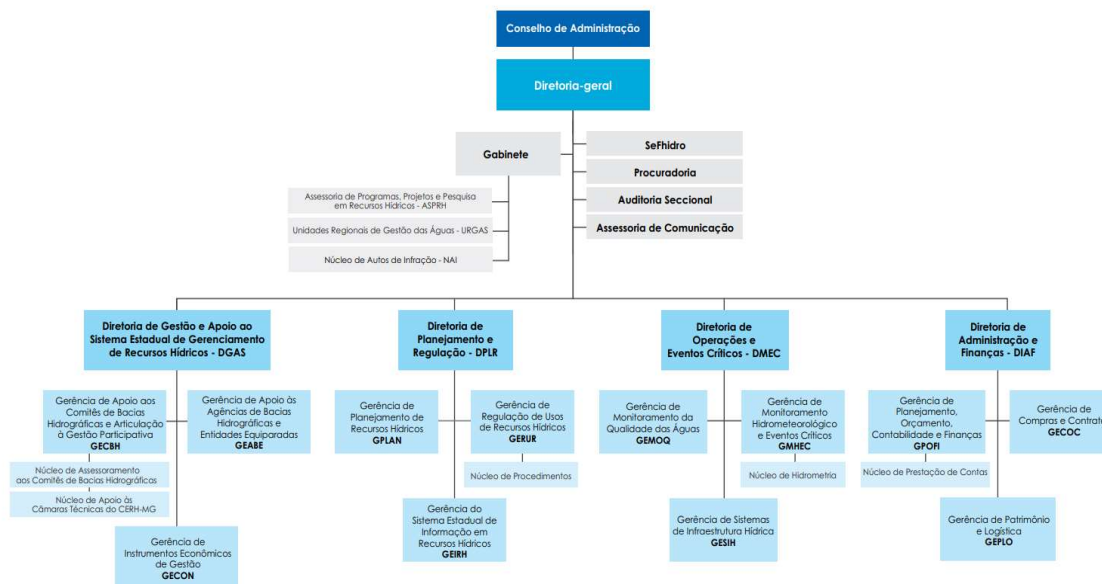 Conselho de Administração
Diretoria-geral
Gabinete
SeFhidro
Procuradoria
Auditoria Seccional
Assessoria de Comunicação
Assessoria de Programas, Projetos e Pesquisa
em Recursos Hídricos - ASPRH
Unidades Regionais de Gestão das Águas - URGAS
Núcleo de Autos de Infração - NAI
Diretoria de Gestão e Apoio ao
Sistema Estadual de Gerenciamento
de Recursos Hídricos - DGAS
Diretoria de
Planejamento e
Regulação - DPLR
Diretoria de
Operações e
Eventos Críticos - DMEC
Diretoria de
Administração e
Finanças - DIAF
Gerência de Apoio aos
Comitês de Bacias
Hidrográficas e Articulação
à Gestão Participativa
GECBH
Gerência de Apoio às
Agências de Bacias
Hidrográficas e
Entidades Equiparadas
GEABE
Núcleo de Assessoramento
aos Comitês de Bacias Hidrográficas
Núcleo de Apoio às
Câmaras Técnicas do CERH-MG
Gerência de
Instrumentos Econômicos
de Gestão
GECON
Gerência de
Planejamento de
Recursos Hídricos
GPLAN
Gerência de
Regulação de Usos
de Recursos Hídricos
GERUR
Núcleo de Procedimentos
Gerência do
Sistema Estadual de
Informação em
Recursos Hídricos
GEIRH
Gerência de
Monitoramento da
Qualidade das Águas
GEMOQ
Gerência de
Monitoramento
Hidrometeorológico
e Eventos Críticos
GMHEC
Núcleo de Hidrometria
Gerência de Sistemas
de Infraestrutura Hídrica
GESIH
Gerência de
Planejamento,
Orçamento,
Contabilidade e Finanças
GPOFI
Gerência de
Compras e Contrato
GECOC
Núcleo de Prestação de Contas
Gerência de Patrimônio
e Logística
GEPLO